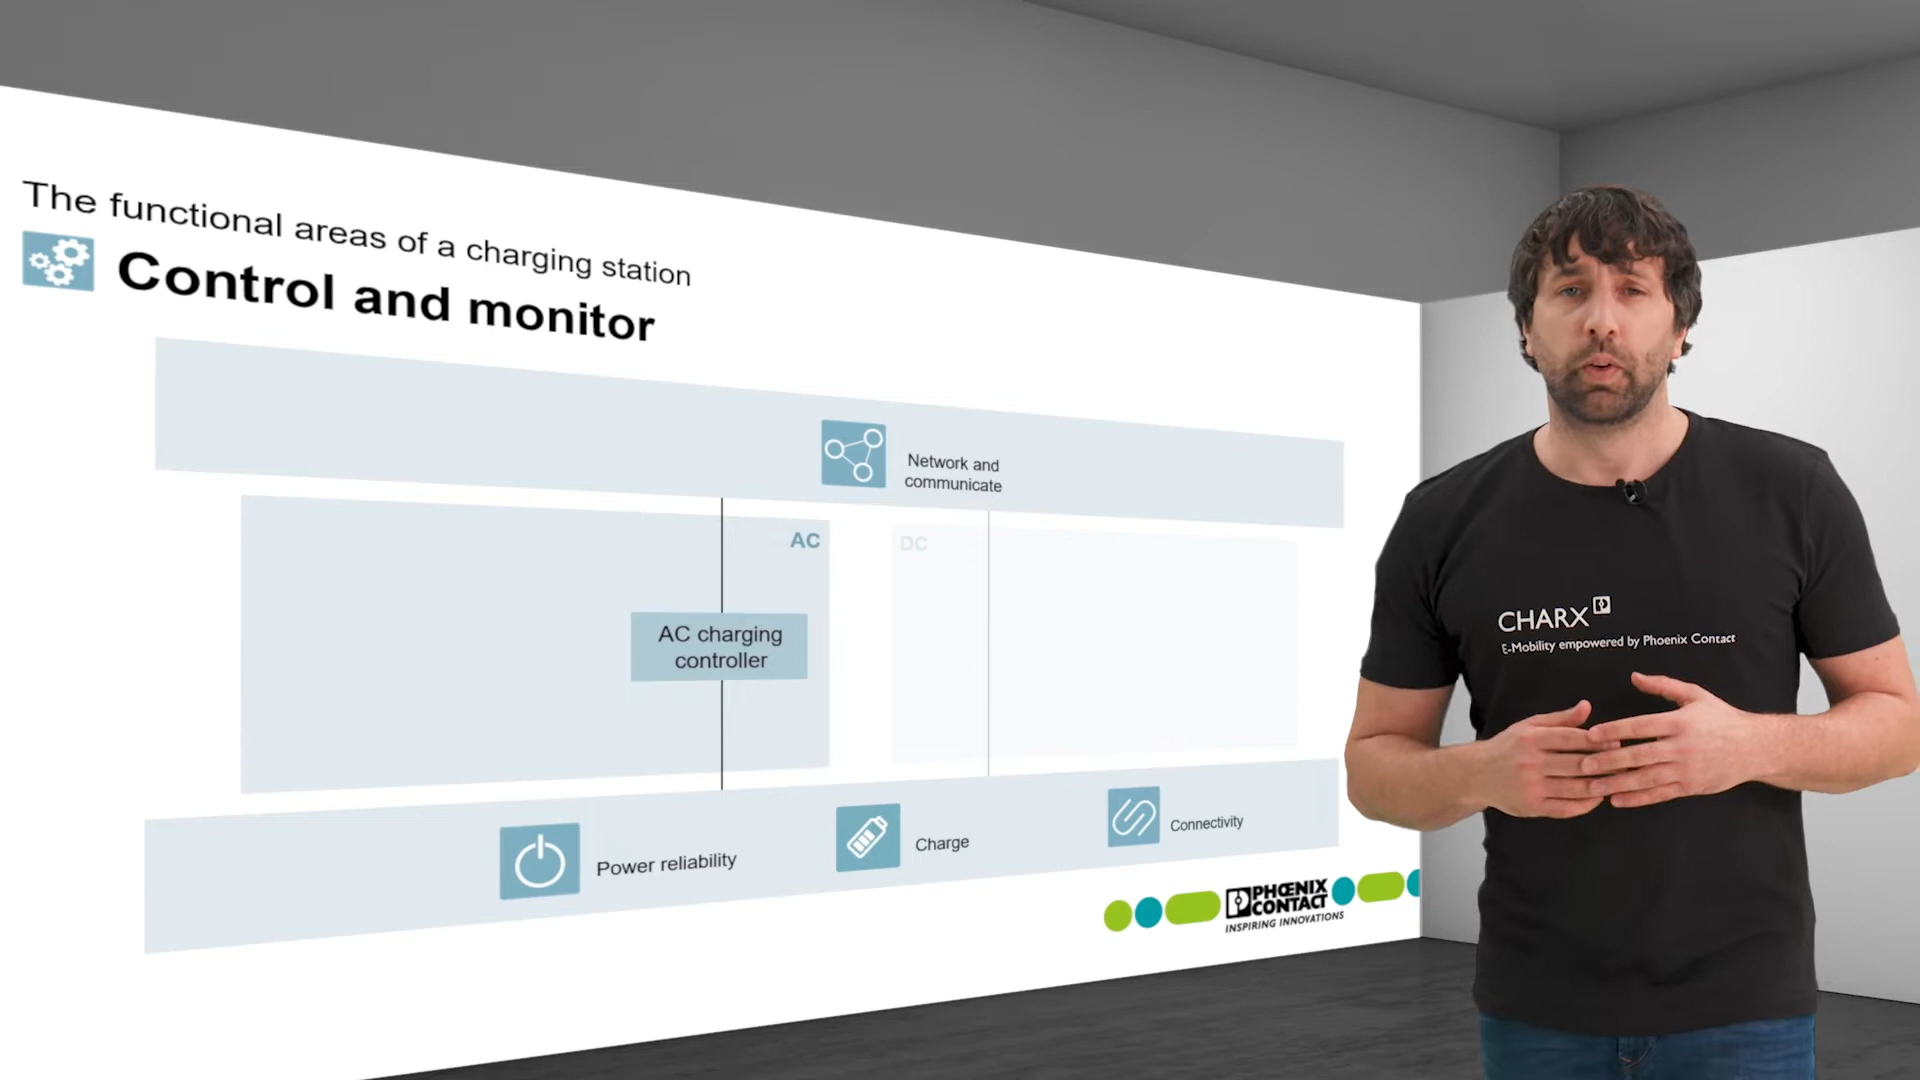 The functional areas of a charging station
Control and monitor
Network and
communicate
AC
DC
AC charging
controller
Power reliability
Charge
Connectivity
PHŒNIX
CONTACT
INSPIRING INNOVATIONS
CHARX
E-Mobility empowered by Phoenix Contact